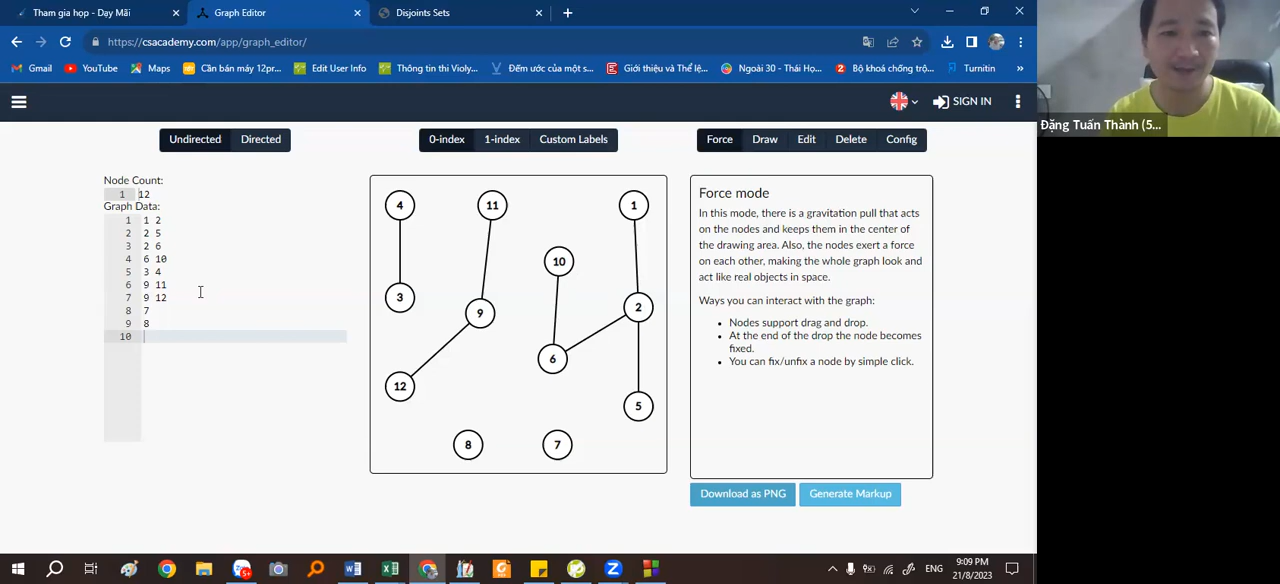 Tham gia họp - Dạy Mãi
Graph Editor
Disjoints Sets
https://csacademy.com/app/graph_editor/
Gmail
YouTube
Maps
Cần bán máy 12pr...
Edit User Info
Thông tin thi Violy...
Đếm ước của một s...
Giới thiệu và Thể lệ...
Ngoài 30 - Thái Họ...
Bộ khoá chống trộ...
Turnitin
»
SIGN IN
Đặng Tuấn Thành (5...
Undirected
Directed
0-index
1-index
Custom Labels
Force
Draw
Edit
Delete
Config
Node Count:
1 12
Graph Data:
1 1 2
2 2 5
3 2 6
4 6 10
5 3 4
6 9 11
7 9 12
8 7
9 8
10
4
11
1
10
3
9
2
6
12
5
8
7
Force mode
In this mode, there is a gravitation pull that acts
on the nodes and keeps them in the center of
the drawing area. Also, the nodes exert a force
on each other, making the whole graph look and
act like real objects in space.
Ways you can interact with the graph:
• Nodes support drag and drop.
• At the end of the drop the node becomes
fixed.
• You can fix/unfix a node by simple click.
Download as PNG
Generate Markup
ENG
9:09 PM
21/8/2023